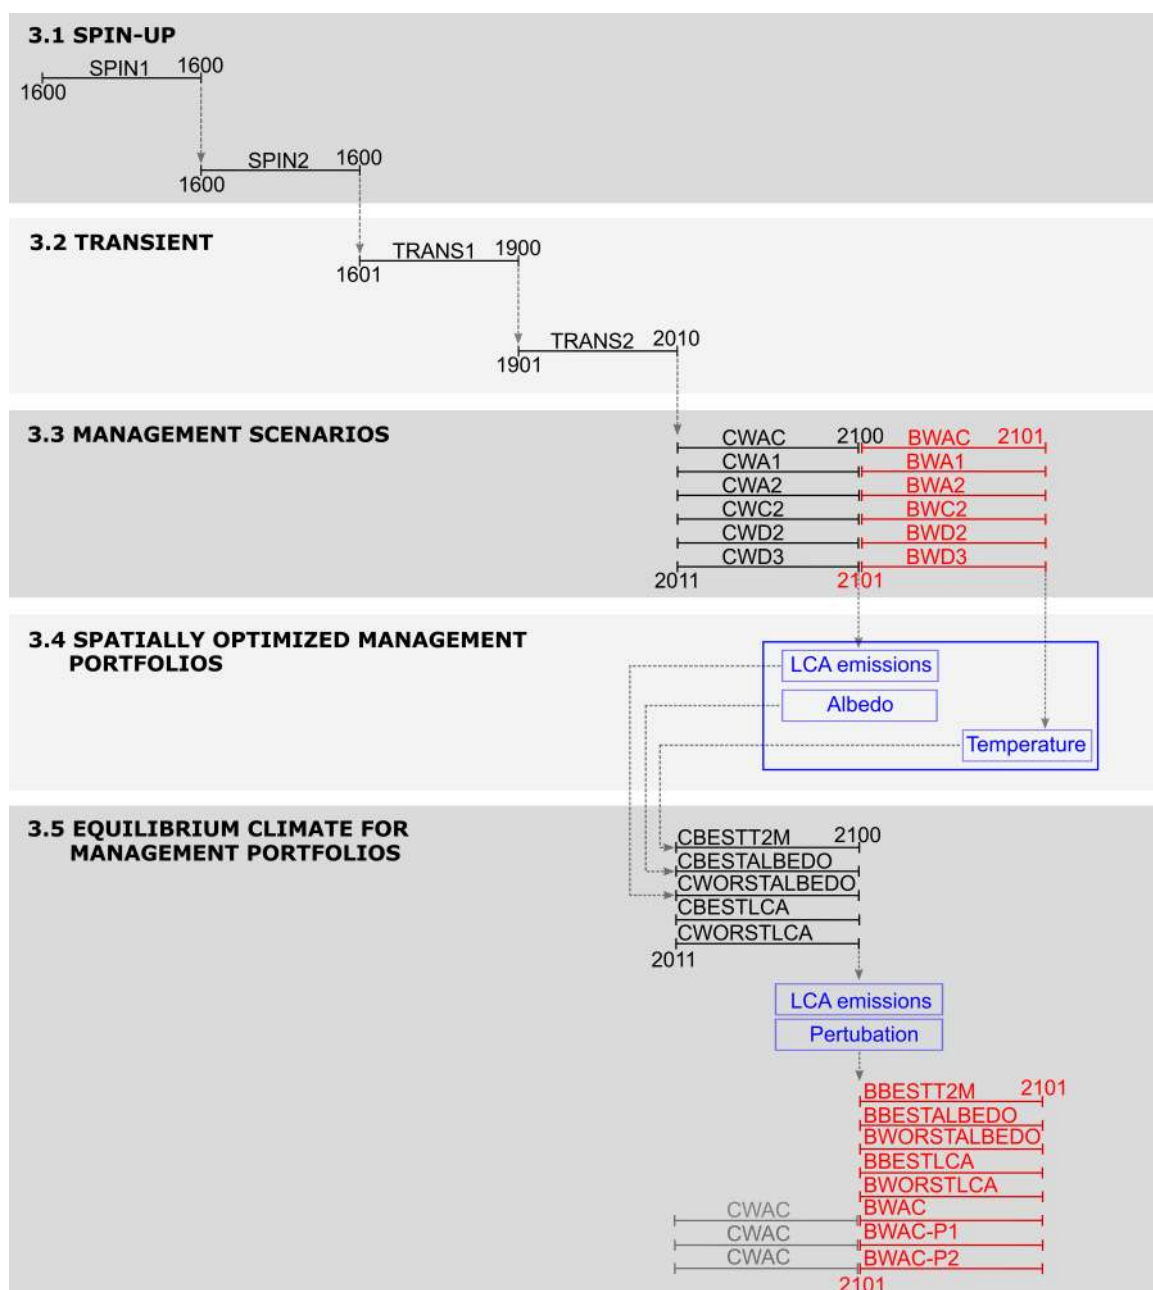 3.1 SPIN-UP
SPIN1 1600
1600
SPIN2 1600
1600
3.2 TRANSIENT
TRANS1 1900
1601
TRANS2 2010
1901
3.3 MANAGEMENT SCENARIOS
CWAC 2100 BWAC 2101
CWA1 BWA1
CWA2 BWA2
CWC2 BWC2
CWD2 BWD2
CWD3 BWD3
2011 2101
3.4 SPATIALLY OPTIMIZED MANAGEMENT
PORTFOLIOS
LCA emissions
Albedo
Temperature
3.5 EQUILIBRIUM CLIMATE FOR
MANAGEMENT PORTFOLIOS
CBESTT2M 2100
CBESTALBEDO
CWORSTALBEDO
CBESTLCA
CWORSTLCA
2011
LCA emissions
Pertubation
BBESTT2M 2101
BBESTALBEDO
BWORSTALBEDO
BBESTLCA
BWORSTLCA
CWAC BWAC
CWAC BWAC-P1
CWAC BWAC-P2
2101